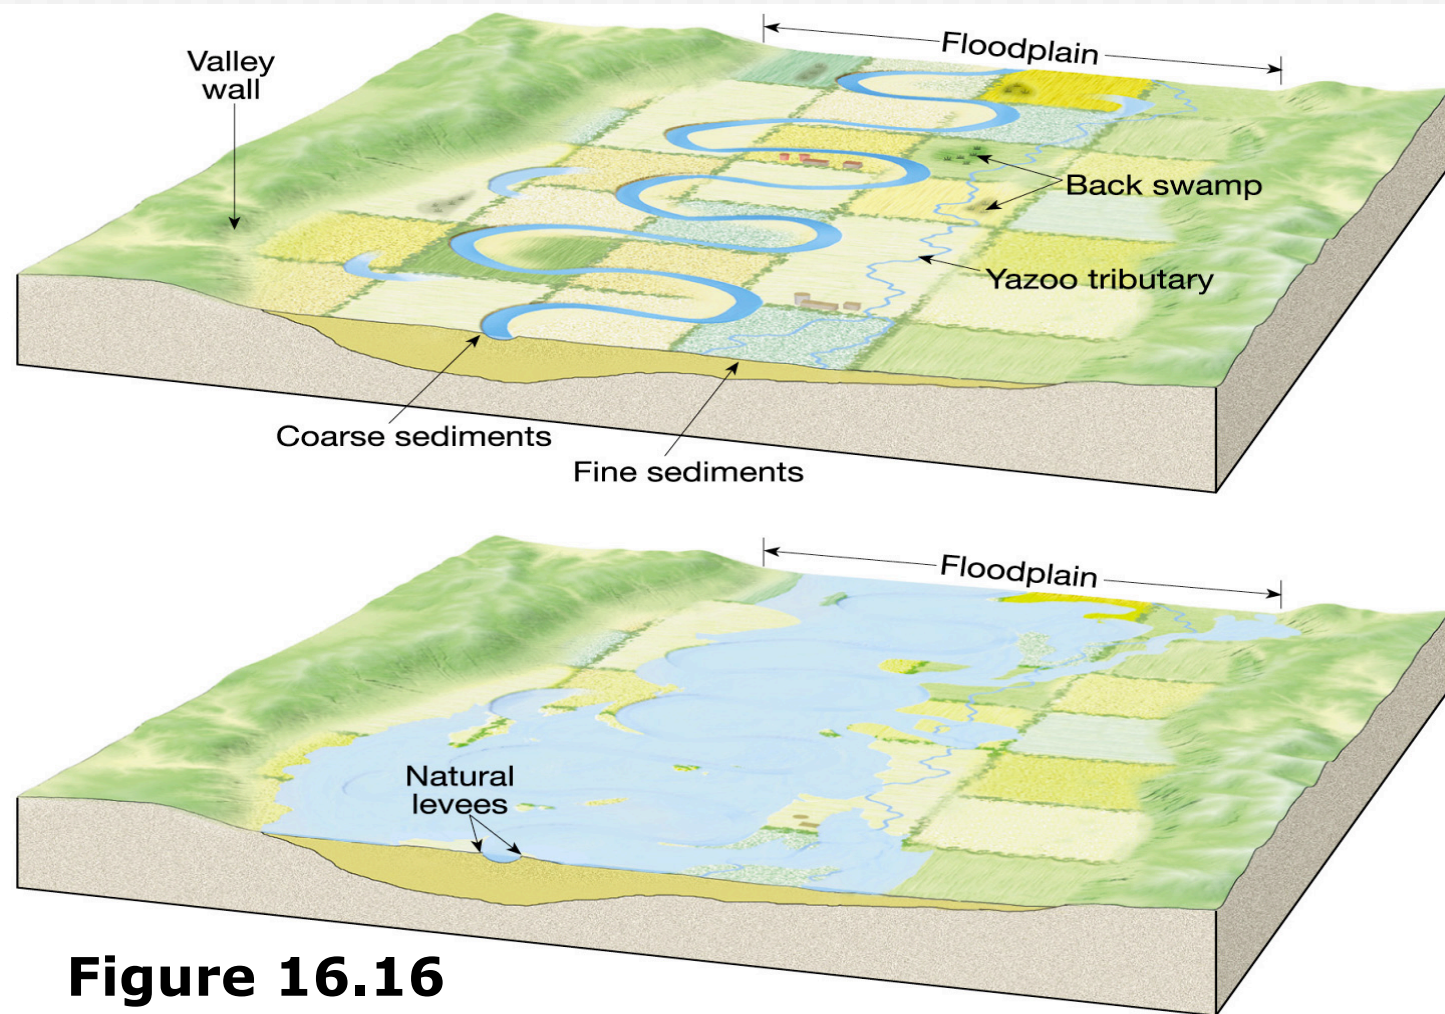 Floodplain
Valley
wall
Back swamp
Yazoo tributary
Coarse sediments
Fine sediments
Floodplain
Natural
levees
Figure 16.16